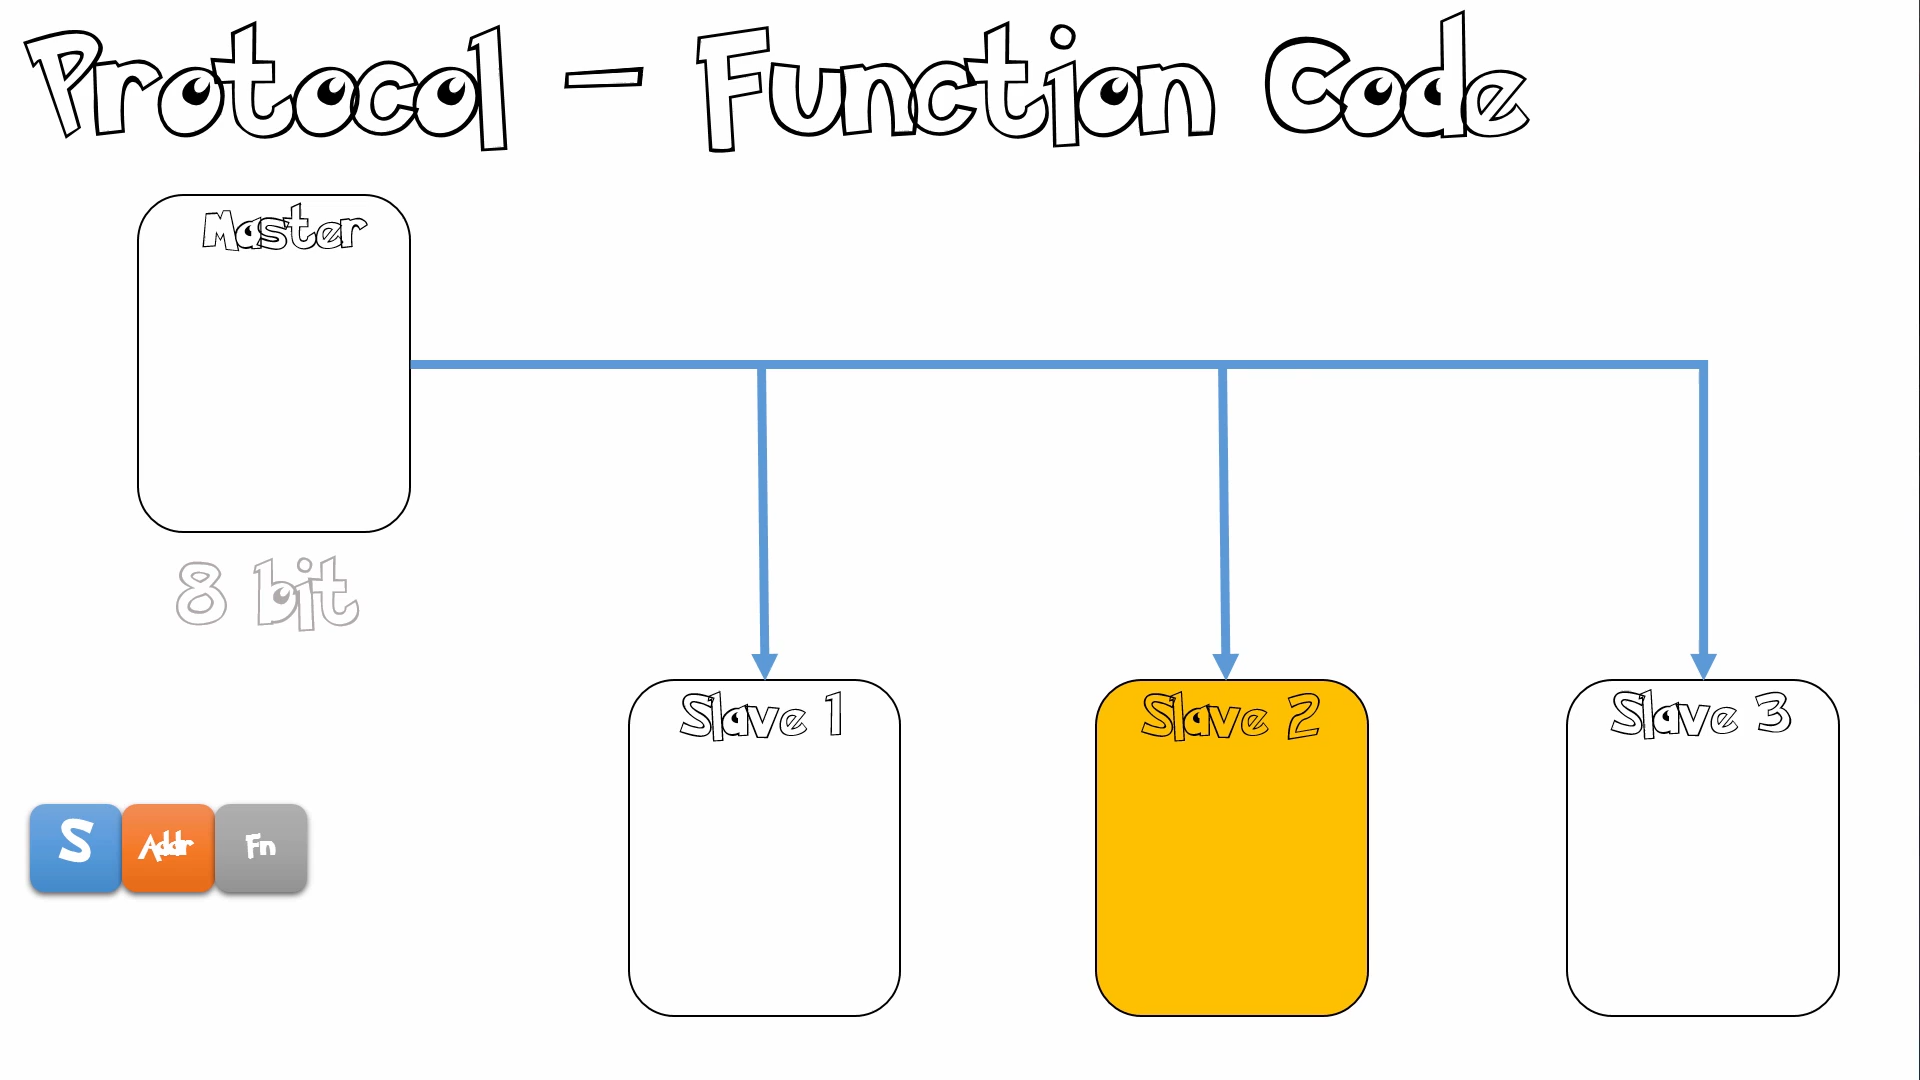 Protocol - Function Code
Master
8 bit
Slave 1
Slave 2
Slave 3
S
Addr
Fn